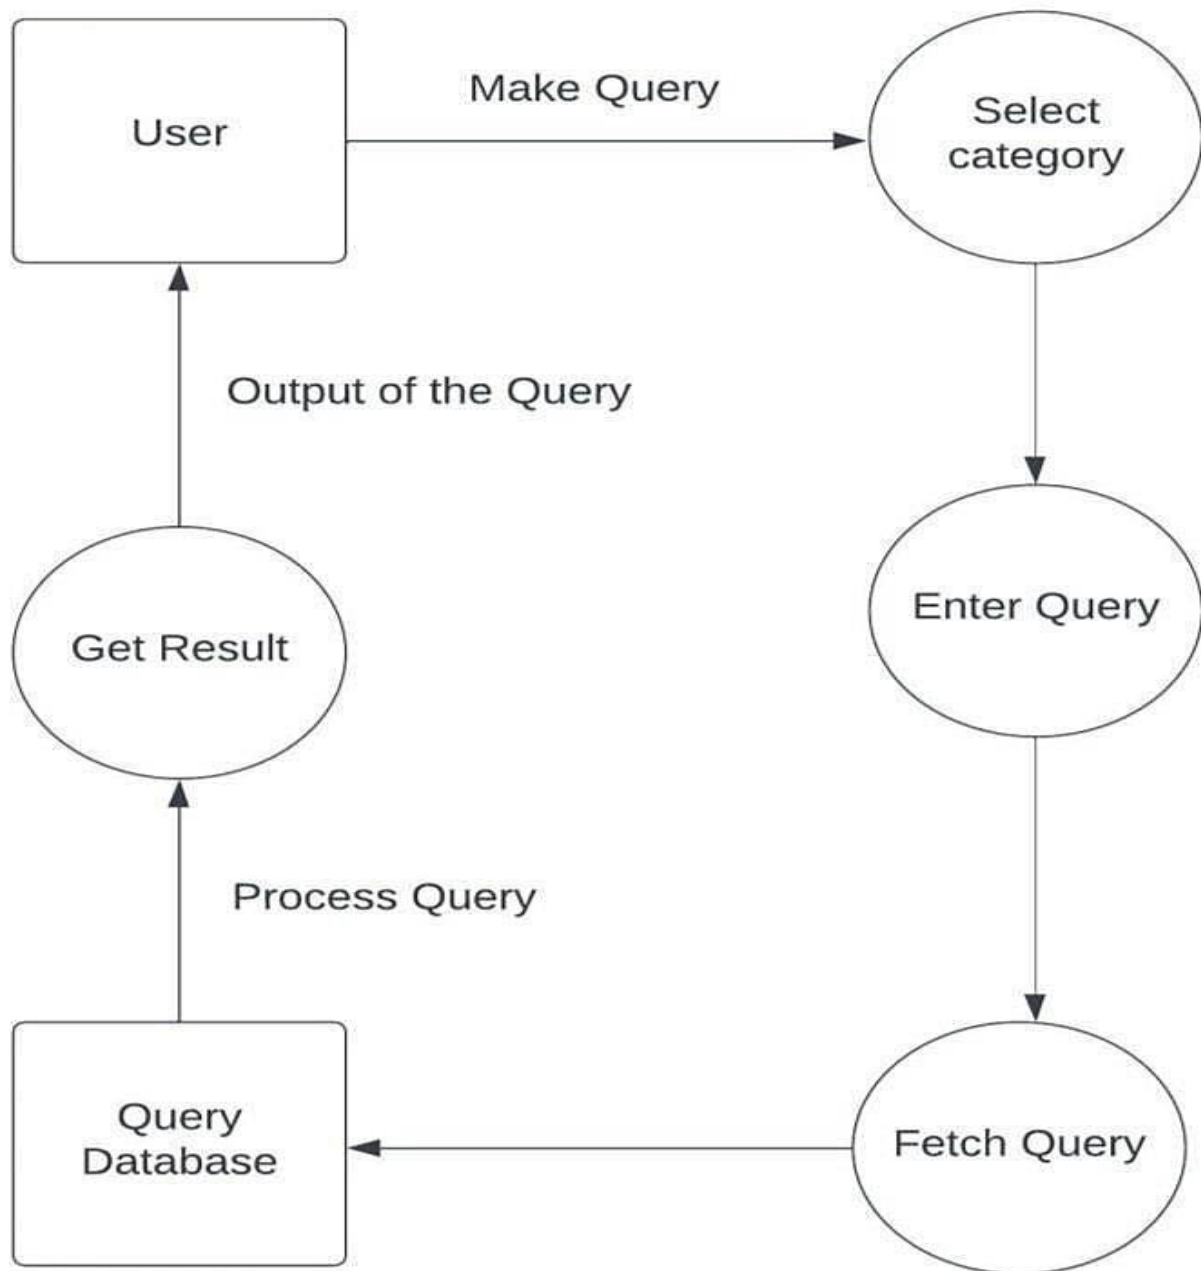 User
Make Query
Select
category
Output of the Query
Enter Query
Get Result
Process Query
Query
Database
Fetch Query